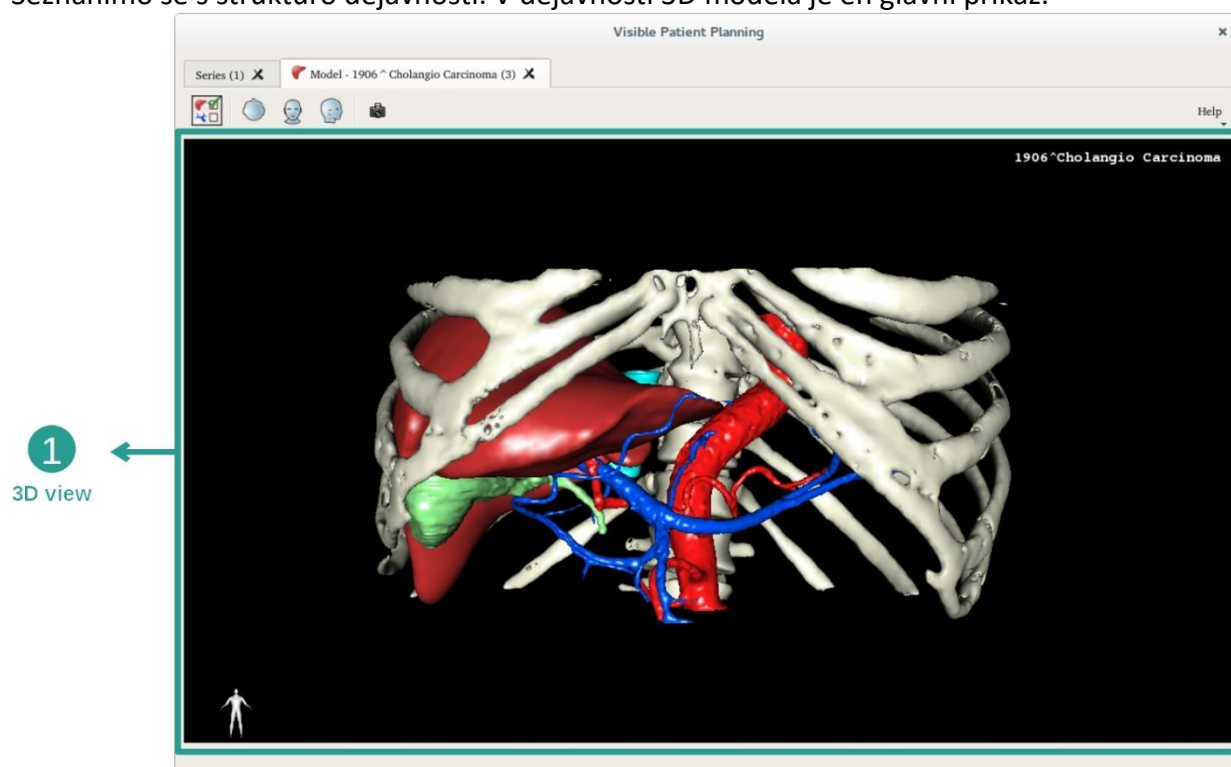 Seznanimo se s strukturo dejavnosti. V dejavnosti 3D modela je en glavni prikaz.
Visible Patient Planning
Series (1)
Model - 1906 ^ Cholangio Carcinoma (3)
Help
1906^Cholangio Carcinoma
1
3D view